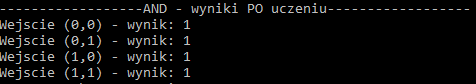 ------------------AND - wyniki PO uczeniu------------------
Wejscie (0,0) - wynik: 1
Wejscie (0,1) - wynik: 1
Wejscie (1,0) - wynik: 1
Wejscie (1,1) - wynik: 1